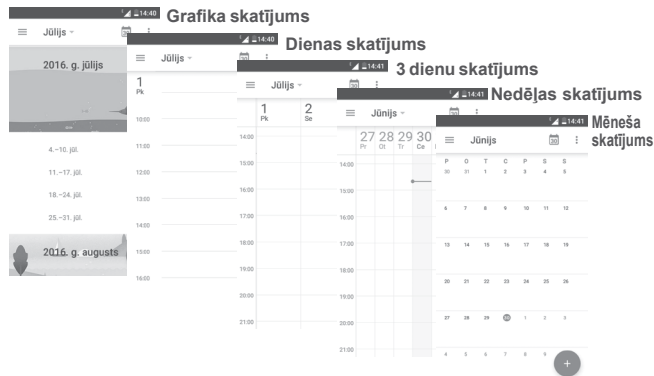 14:40
Grafika skatījums
Jūlijs
30
2016. g. jūlijs
4.–10. jūl.
11.–17. jūl.
18.–24. jūl.
25.–31. jūl.
2016. g. augusts
14:40
Dienas skatījums
Jūlijs
30
1
Pk
10:00
11:00
12:00
13:00
14:00
15:00
16:00
14:41
3 dienu skatījums
Jūlijs
30
1 2
Pk Se
14:00
15:00
16:00
17:00
18:00
19:00
20:00
21:00
14:41
Nedēļas skatījums
Jūnijs
27 28 29 30
Pr Ot Tr Ce
14:00
15:00
16:00
17:00
18:00
19:00
20:00
21:00
14:41
Mēneša
skatījums
Jūnijs
30
P O T C P S S
30 31 1 2 3 4 5
6 7 8 9 10 11 12
13 14 15 16 17 18 19
20 21 22 23 24 25 26
27 28 29 30 1 2 3
4 5 6 7 8 9
+